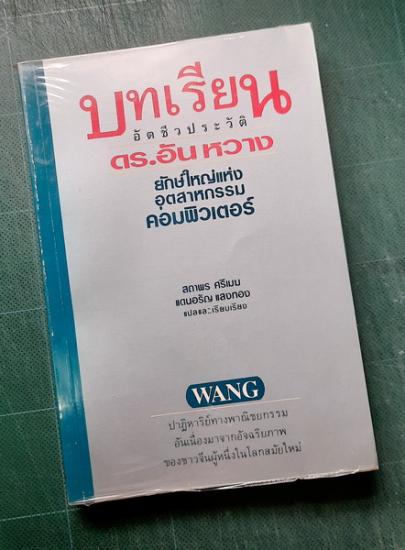 บทเรียน
อัตชีวประวัติ
ดร.อัน หวาง
ยักษ์ใหญ่แห่ง
อุตสาหกรรม
คอมพิวเตอร์
สถาพร ศรีเมม
แดนอรัญ แสงทอง
แปลและเรียบเรียง
WANG
ปาฏิหาริย์ทางพาณิชยกรรม
อันเนื่องมาจากอัจฉริยภาพ
ของชาวจีนผู้หนึ่งในโลกสมัยใหม่